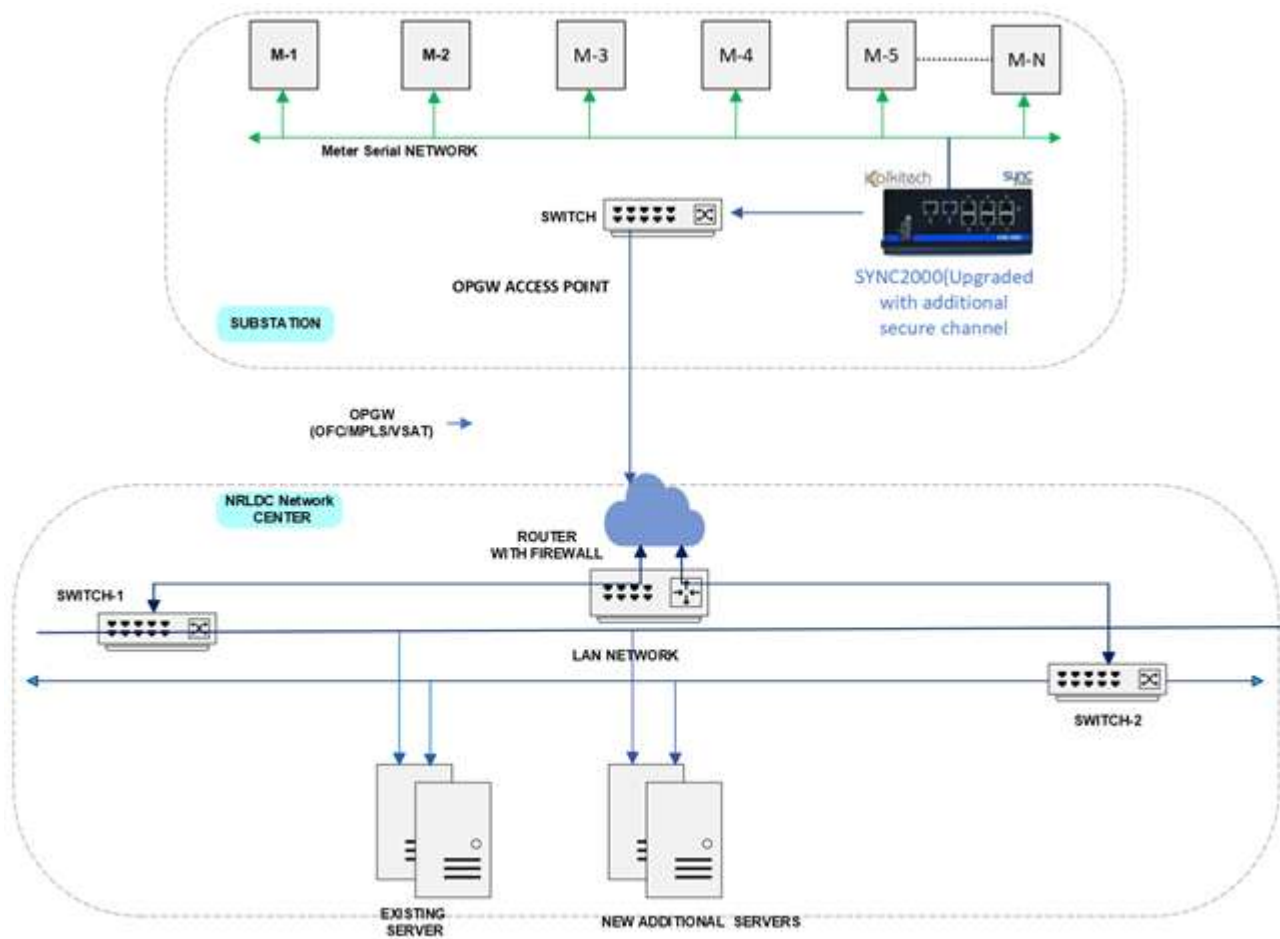 M-1
M-2
M-3
M-4
M-5
M-N
Meter Serial NETWORK
kalkitech
sync
SWITCH
SYNC2000(Upgraded
with additional
secure channel
OPGW ACCESS POINT
SUBSTATION
OPGW
(OFC/MPLS/VSAT)
NRLDC Network
CENTER
ROUTER
WITH FIREWALL
SWITCH-1
LAN NETWORK
SWITCH-2
EXISTING
SERVER
NEW ADDITIONAL SERVERS